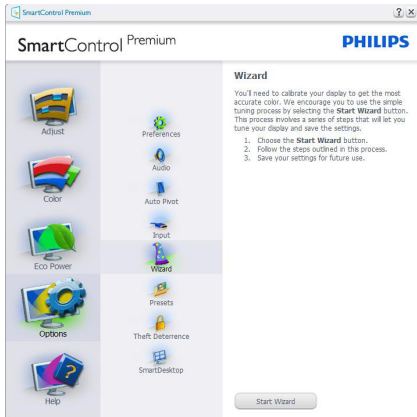 SmartControl Premium
? ×
SmartControl Premium
PHILIPS
Adjust
Color
Eco Power
Options
Help
Preferences
Audio
Auto Pivot
Input
Wizard
Presets
Theft Deterrence
SmartDesktop
Wizard
You'll need to calibrate your display to get the most
accurate color. We encourage you to use the simple
tuning process by selecting the Start Wizard button.
This process involves a series of steps that will let you
tune your display and save the settings.
1. Choose the Start Wizard button.
2. Follow the steps outlined in this process.
3. Save your settings for future use.
Start Wizard